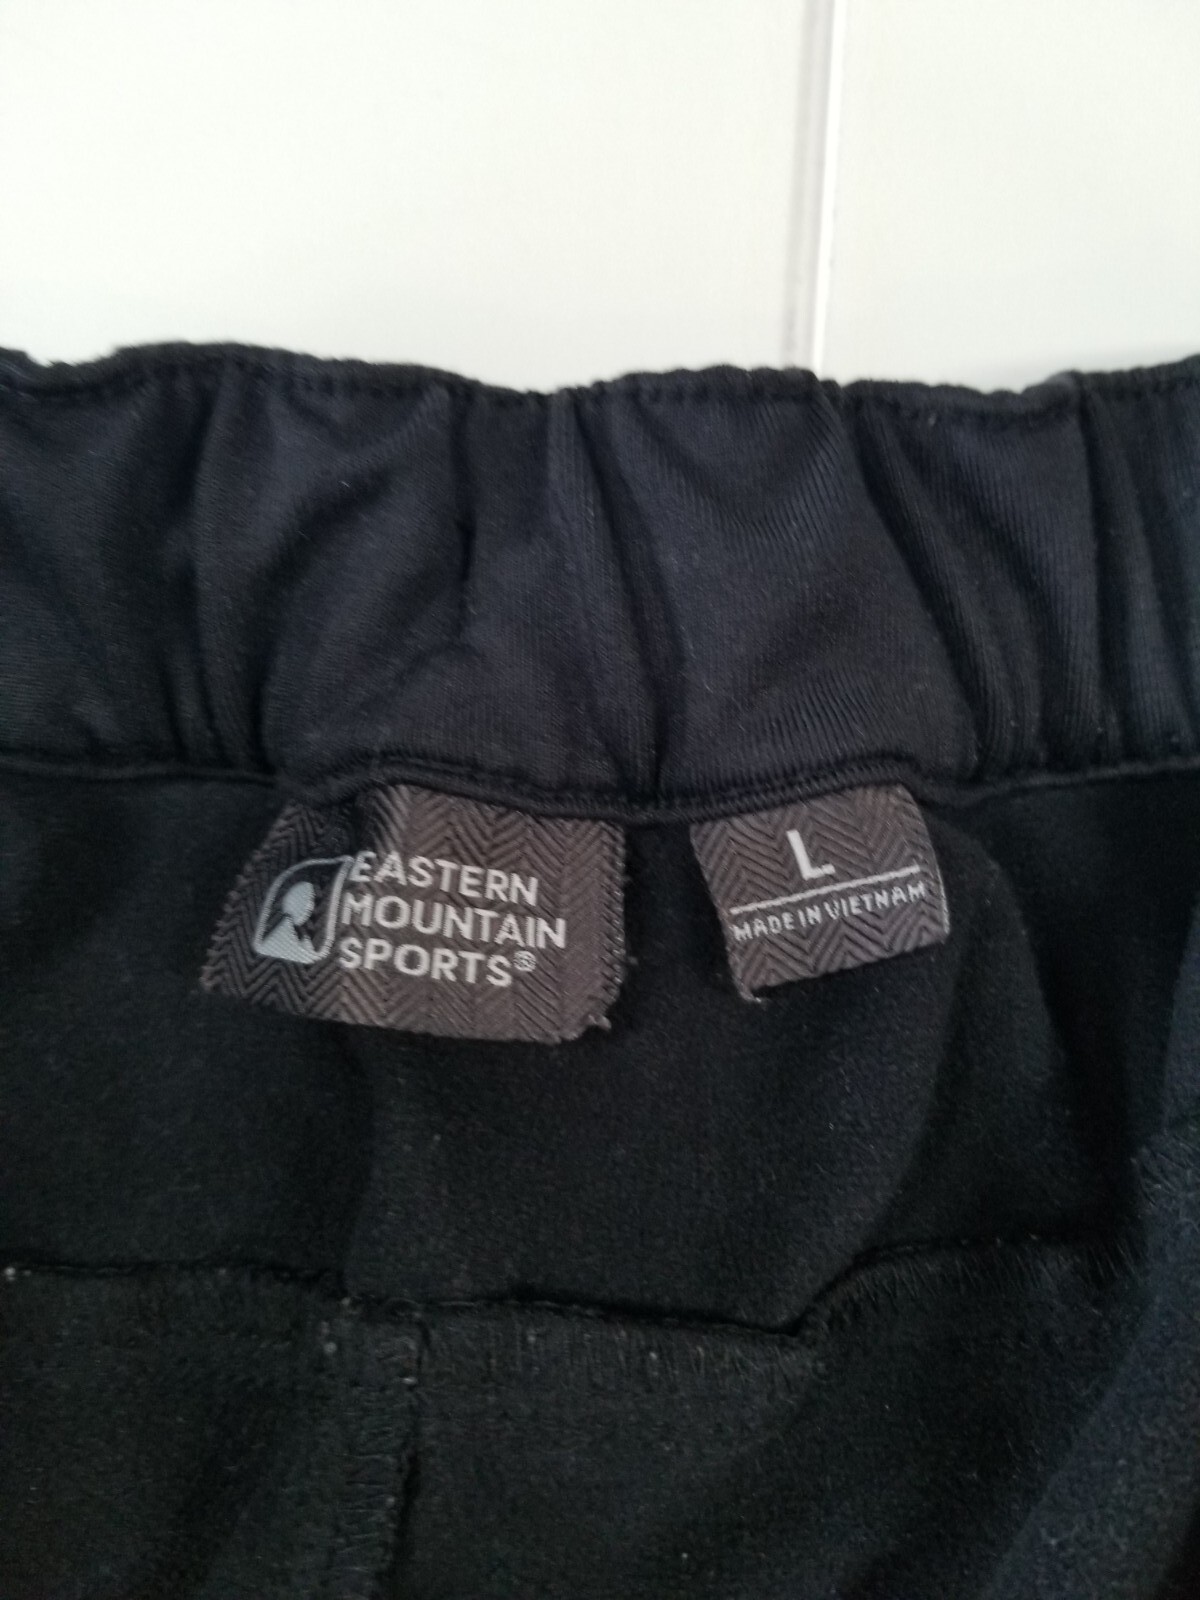 EASTERN
MOUNTAIN
SPORTS®
L
MADE IN VIETNAM